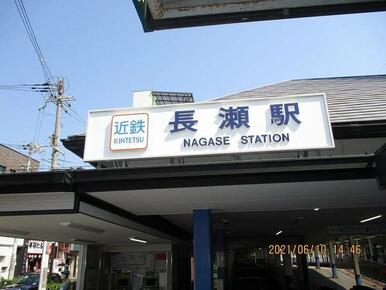 近鉄
KINTETSU
長瀬駅
NAGASE STATION
2021/06/10 14:46